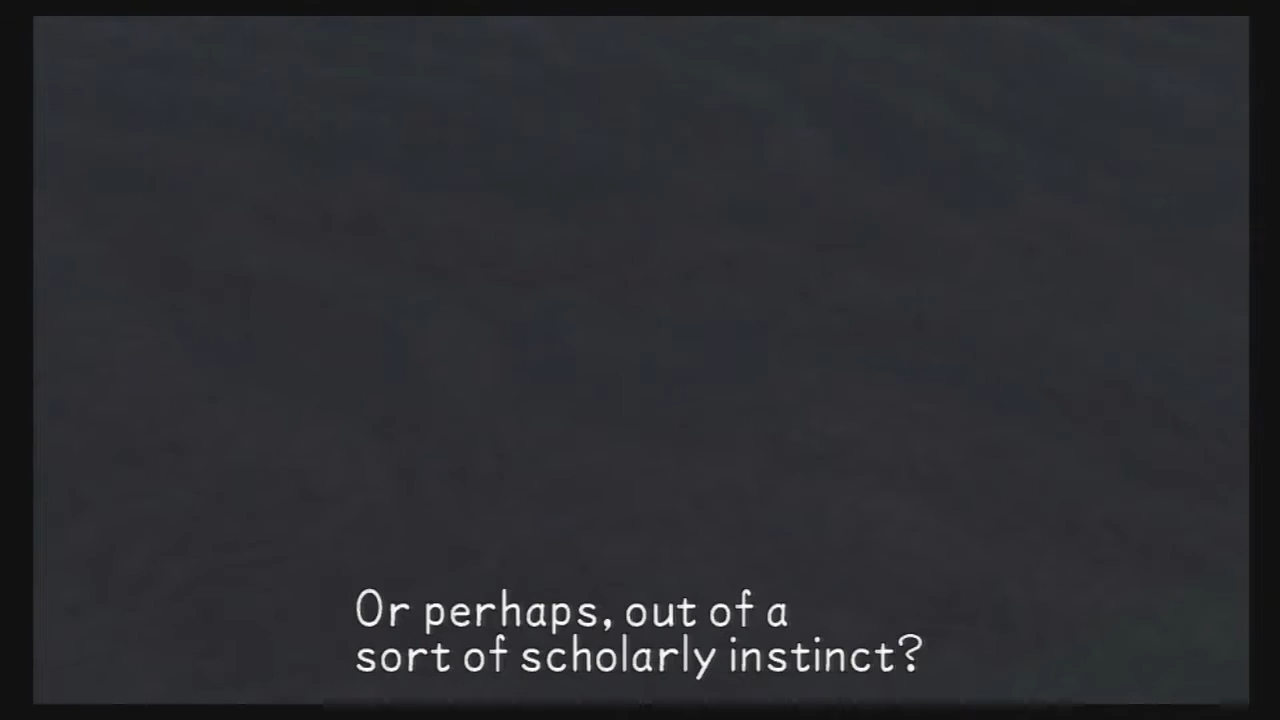 Or perhaps, out of a
sort of scholarly instinct?